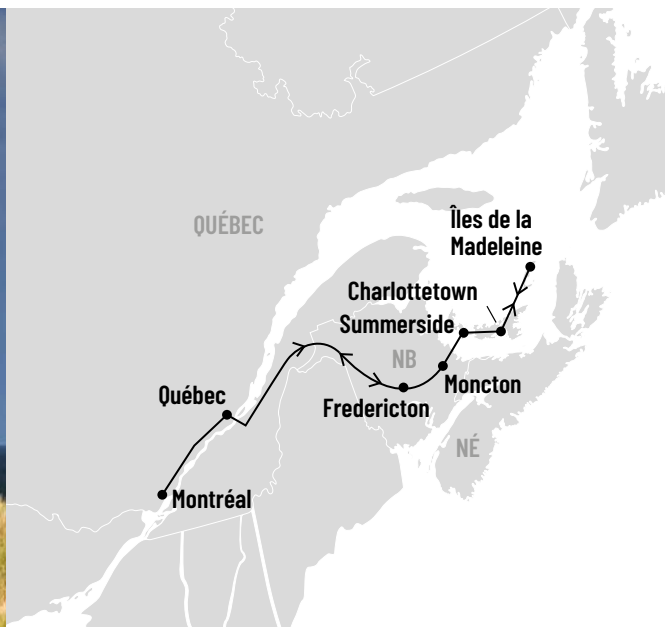 QUÉBEC
Îles de la
Madeleine
Charlottetown
Summerside
NB
Moncton
Fredericton
Québec
NÉ
Montréal